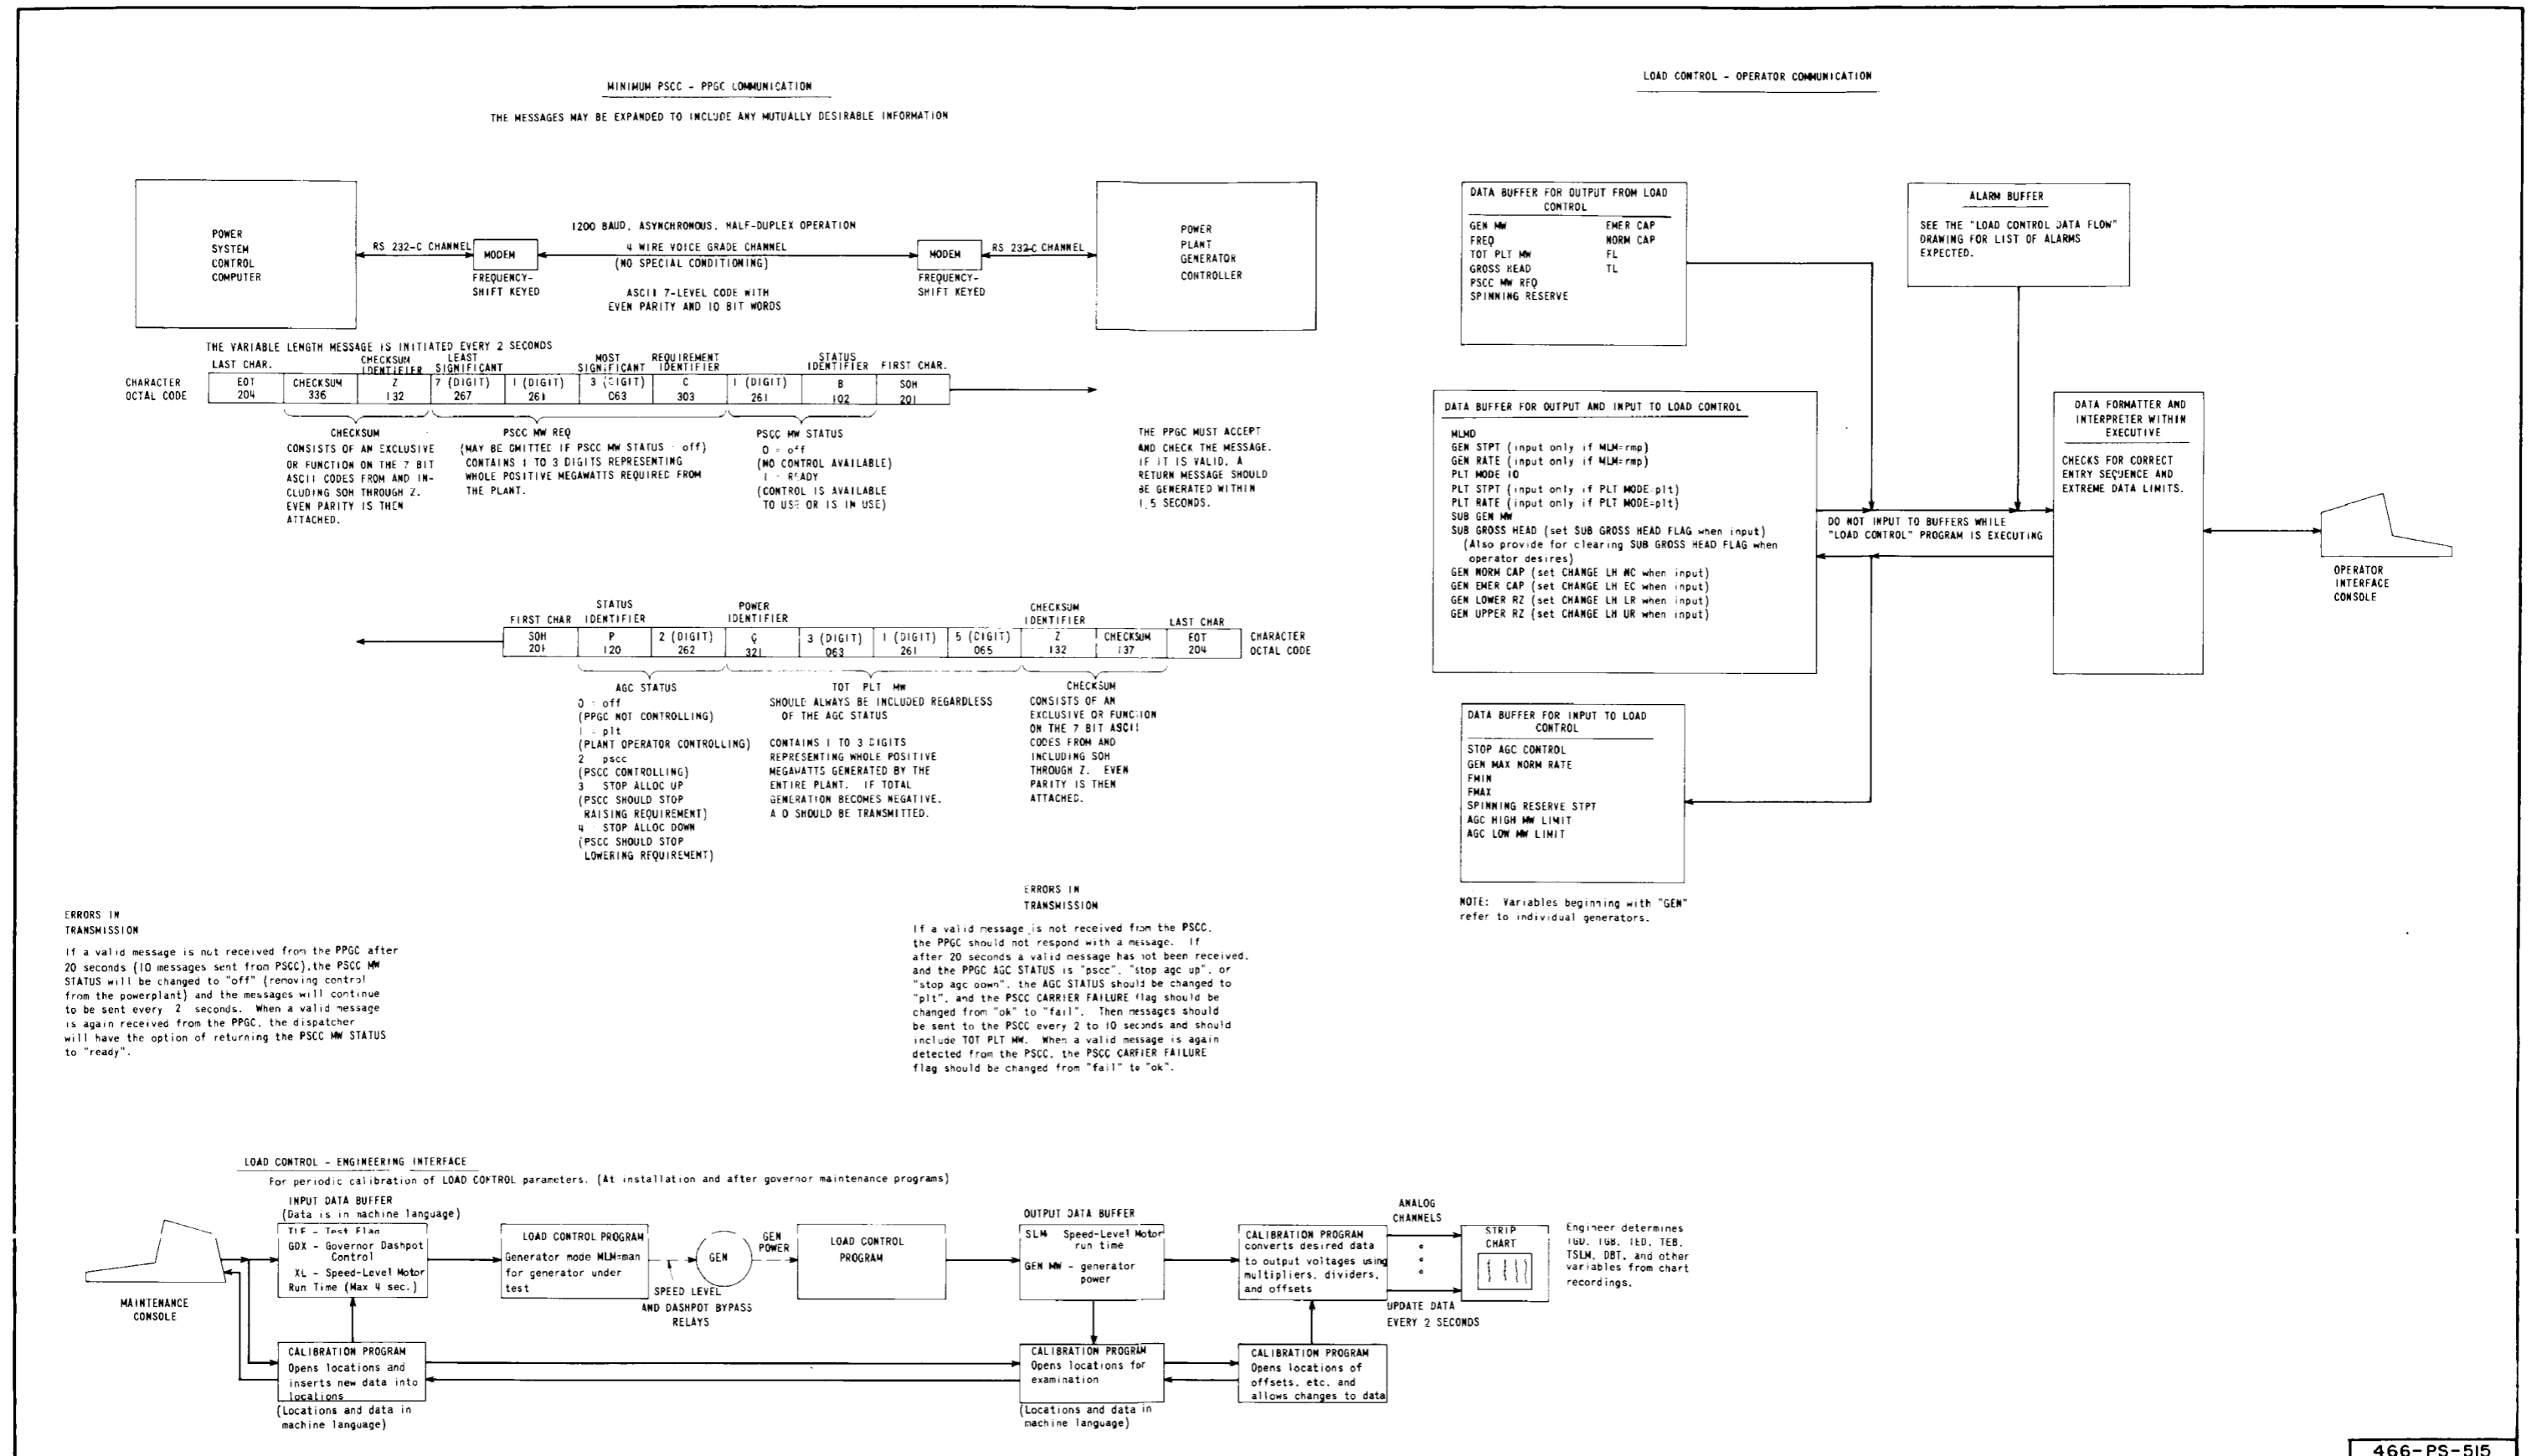 MINIMUM PSCC - PPGC COMMUNICATION
THE MESSAGES MAY BE EXPANDED TO INCLUDE ANY MUTUALLY DESIRABLE INFORMATION
POWER
SYSTEM
CONTROL
COMPUTER
RS 232-C CHANNEL
MODEM
FREQUENCY-
SHIFT KEYED
1200 BAUD, ASYNCHRONOUS, HALF-DUPLEX OPERATION
4 WIRE VOICE GRADE CHANNEL
(NO SPECIAL CONDITIONING)
ASCII 7-LEVEL CODE WITH
EVEN PARITY AND 10 BIT WORDS
MODEM
FREQUENCY-
SHIFT KEYED
RS 232-C CHANNEL
POWER
PLANT
GENERATOR
CONTROLLER
THE VARIABLE LENGTH MESSAGE IS INITIATED EVERY 2 SECONDS
LAST CHAR.
CHECKSUM
IDENTIFIER
LEAST
SIGNIFICANT
MOST
SIGNIFICANT
REQUIREMENT
IDENTIFIER
STATUS
IDENTIFIER
FIRST CHAR.
CHARACTER EOT CHECKSUM Z 7 (DIGIT) 1 (DIGIT) 3 (DIGIT) C 1 (DIGIT) B SOH
OCTAL CODE 204 336 132 267 261 063 303 261 102 201
CHECKSUM
CONSISTS OF AN EXCLUSIVE
OR FUNCTION ON THE 7 BIT
ASCII CODES FROM AND IN-
CLUDING SOH THROUGH Z.
EVEN PARITY IS THEN
ATTACHED.
PSCC MW REQ
(MAY BE OMITTED IF PSCC MW STATUS = off)
CONTAINS 1 TO 3 DIGITS REPRESENTING
WHOLE POSITIVE MEGAWATTS REQUIRED FROM
THE PLANT.
PSCC MW STATUS
0 = off
(NO CONTROL AVAILABLE)
1 - READY
(CONTROL IS AVAILABLE
TO USE OR IS IN USE)
THE PPGC MUST ACCEPT
AND CHECK THE MESSAGE.
IF IT IS VALID, A
RETURN MESSAGE SHOULD
BE GENERATED WITHIN
1.5 SECONDS.
FIRST CHAR
STATUS
IDENTIFIER
POWER
IDENTIFIER
CHECKSUM
IDENTIFIER
LAST CHAR
SOH P 2 (DIGIT) Q 3 (DIGIT) 1 (DIGIT) 5 (DIGIT) Z CHECKSUM EOT CHARACTER
201 120 262 321 063 261 065 132 137 204 OCTAL CODE
AGC STATUS
0 = off
(PPGC NOT CONTROLLING)
1 = plt
(PLANT OPERATOR CONTROLLING)
2 pscc
(PSCC CONTROLLING)
3 STOP ALLOC UP
(PSCC SHOULD STOP
RAISING REQUIREMENT)
4 - STOP ALLOC DOWN
(PSCC SHOULD STOP
LOWERING REQUIREMENT)
TOT PLT MW
SHOULD ALWAYS BE INCLUDED REGARDLESS
OF THE AGC STATUS
CONTAINS 1 TO 3 DIGITS
REPRESENTING WHOLE POSITIVE
MEGAWATTS GENERATED BY THE
ENTIRE PLANT. IF TOTAL
GENERATION BECOMES NEGATIVE,
A 0 SHOULD BE TRANSMITTED.
CHECKSUM
CONSISTS OF AN
EXCLUSIVE OR FUNCTION
ON THE 7 BIT ASCII
CODES FROM AND
INCLUDING SOH
THROUGH Z. EVEN
PARITY IS THEN
ATTACHED.
ERRORS IN
TRANSMISSION
If a valid message is not received from the PPGC after
20 seconds (10 messages sent from PSCC), the PSCC MW
STATUS will be changed to "off" (removing control
from the powerplant) and the messages will continue
to be sent every 2 seconds. When a valid message
is again received from the PPGC, the dispatcher
will have the option of returning the PSCC MW STATUS
to "ready".
ERRORS IN
TRANSMISSION
If a valid message is not received from the PSCC,
the PPGC should not respond with a message. If
after 20 seconds a valid message has not been received,
and the PPGC AGC STATUS is "pscc", "stop agc up", or
"stop agc down", the AGC STATUS should be changed to
"plt", and the PSCC CARRIER FAILURE flag should be
changed from "ok" to "fail". Then messages should
be sent to the PSCC every 2 to 10 seconds and should
include TOT PLT MW. When a valid message is again
detected from the PSCC, the PSCC CARRIER FAILURE
flag should be changed from "fail" to "ok".
LOAD CONTROL - OPERATOR COMMUNICATION
DATA BUFFER FOR OUTPUT FROM LOAD
CONTROL
GEN MW EMER CAP
FREQ NORM CAP
TOT PLT MW FL
GROSS HEAD TL
PSCC MW REQ
SPINNING RESERVE
ALARM BUFFER
SEE THE "LOAD CONTROL DATA FLOW"
DRAWING FOR LIST OF ALARMS
EXPECTED.
DATA BUFFER FOR OUTPUT AND INPUT TO LOAD CONTROL
MLMD
GEN STPT (input only if MLM=rmp)
GEN RATE (input only if MLM=rmp)
PLT MODE IO
PLT STPT (input only if PLT MODE=plt)
PLT RATE (input only if PLT MODE=plt)
SUB GEN MW
SUB GROSS HEAD (set SUB GROSS HEAD FLAG when input)
(Also provide for clearing SUB GROSS HEAD FLAG when
operator desires)
GEN NORM CAP (set CHANGE LH NC when input)
GEN EMER CAP (set CHANGE LH EC when input)
GEN LOWER RZ (set CHANGE LH LR when input)
GEN UPPER RZ (set CHANGE LH UR when input)
DO NOT INPUT TO BUFFERS WHILE
"LOAD CONTROL" PROGRAM IS EXECUTING
DATA FORMATTER AND
INTERPRETER WITHIN
EXECUTIVE
CHECKS FOR CORRECT
ENTRY SEQUENCE AND
EXTREME DATA LIMITS.
OPERATOR
INTERFACE
CONSOLE
DATA BUFFER FOR INPUT TO LOAD
CONTROL
STOP AGC CONTROL
GEN MAX NORM RATE
FMIN
FMAX
SPINNING RESERVE STPT
AGC HIGH MW LIMIT
AGC LOW MW LIMIT
NOTE: Variables beginning with "GEN"
refer to individual generators.
LOAD CONTROL - ENGINEERING INTERFACE
For periodic calibration of LOAD CONTROL parameters. (At installation and after governor maintenance programs)
MAINTENANCE
CONSOLE
INPUT DATA BUFFER
(Data is in machine language)
TLF - Test Flag
GDX - Governor Dashpot
Control
XL - Speed-Level Motor
Run Time (Max 4 sec.)
LOAD CONTROL PROGRAM
Generator mode MLM=man
for generator under
test
SPEED LEVEL
AND DASHPOT BYPASS
RELAYS
GEN
GEN
POWER
LOAD CONTROL
PROGRAM
OUTPUT DATA BUFFER
SLM Speed-Level Motor
run time
GEN MW - generator
power
CALIBRATION PROGRAM
converts desired data
to output voltages using
multipliers, dividers,
and offsets
ANALOG
CHANNELS
UPDATE DATA
EVERY 2 SECONDS
STRIP
CHART
Engineer determines
TGD, TGB, TED, TEB,
TSLM, DBT, and other
variables from chart
recordings.
CALIBRATION PROGRAM
Opens locations and
inserts new data into
locations
(Locations and data in
machine language)
CALIBRATION PROGRAM
Opens locations for
examination
(Locations and data in
machine language)
CALIBRATION PROGRAM
Opens locations of
offsets, etc. and
allows changes to data
466-PS-515